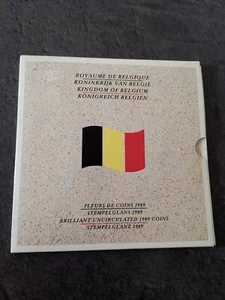 ROYAUME DE BELGIQUE
KONINKRIJK VAN BELGIË
KINGDOM OF BELGIUM
KÖNIGREICH BELGIEN
FLEURS DE COINS 1989
STEMPELGLANS 1989
BRILLIANT UNCIRCULATED 1989 COINS
STEMPELGLANZ 1989